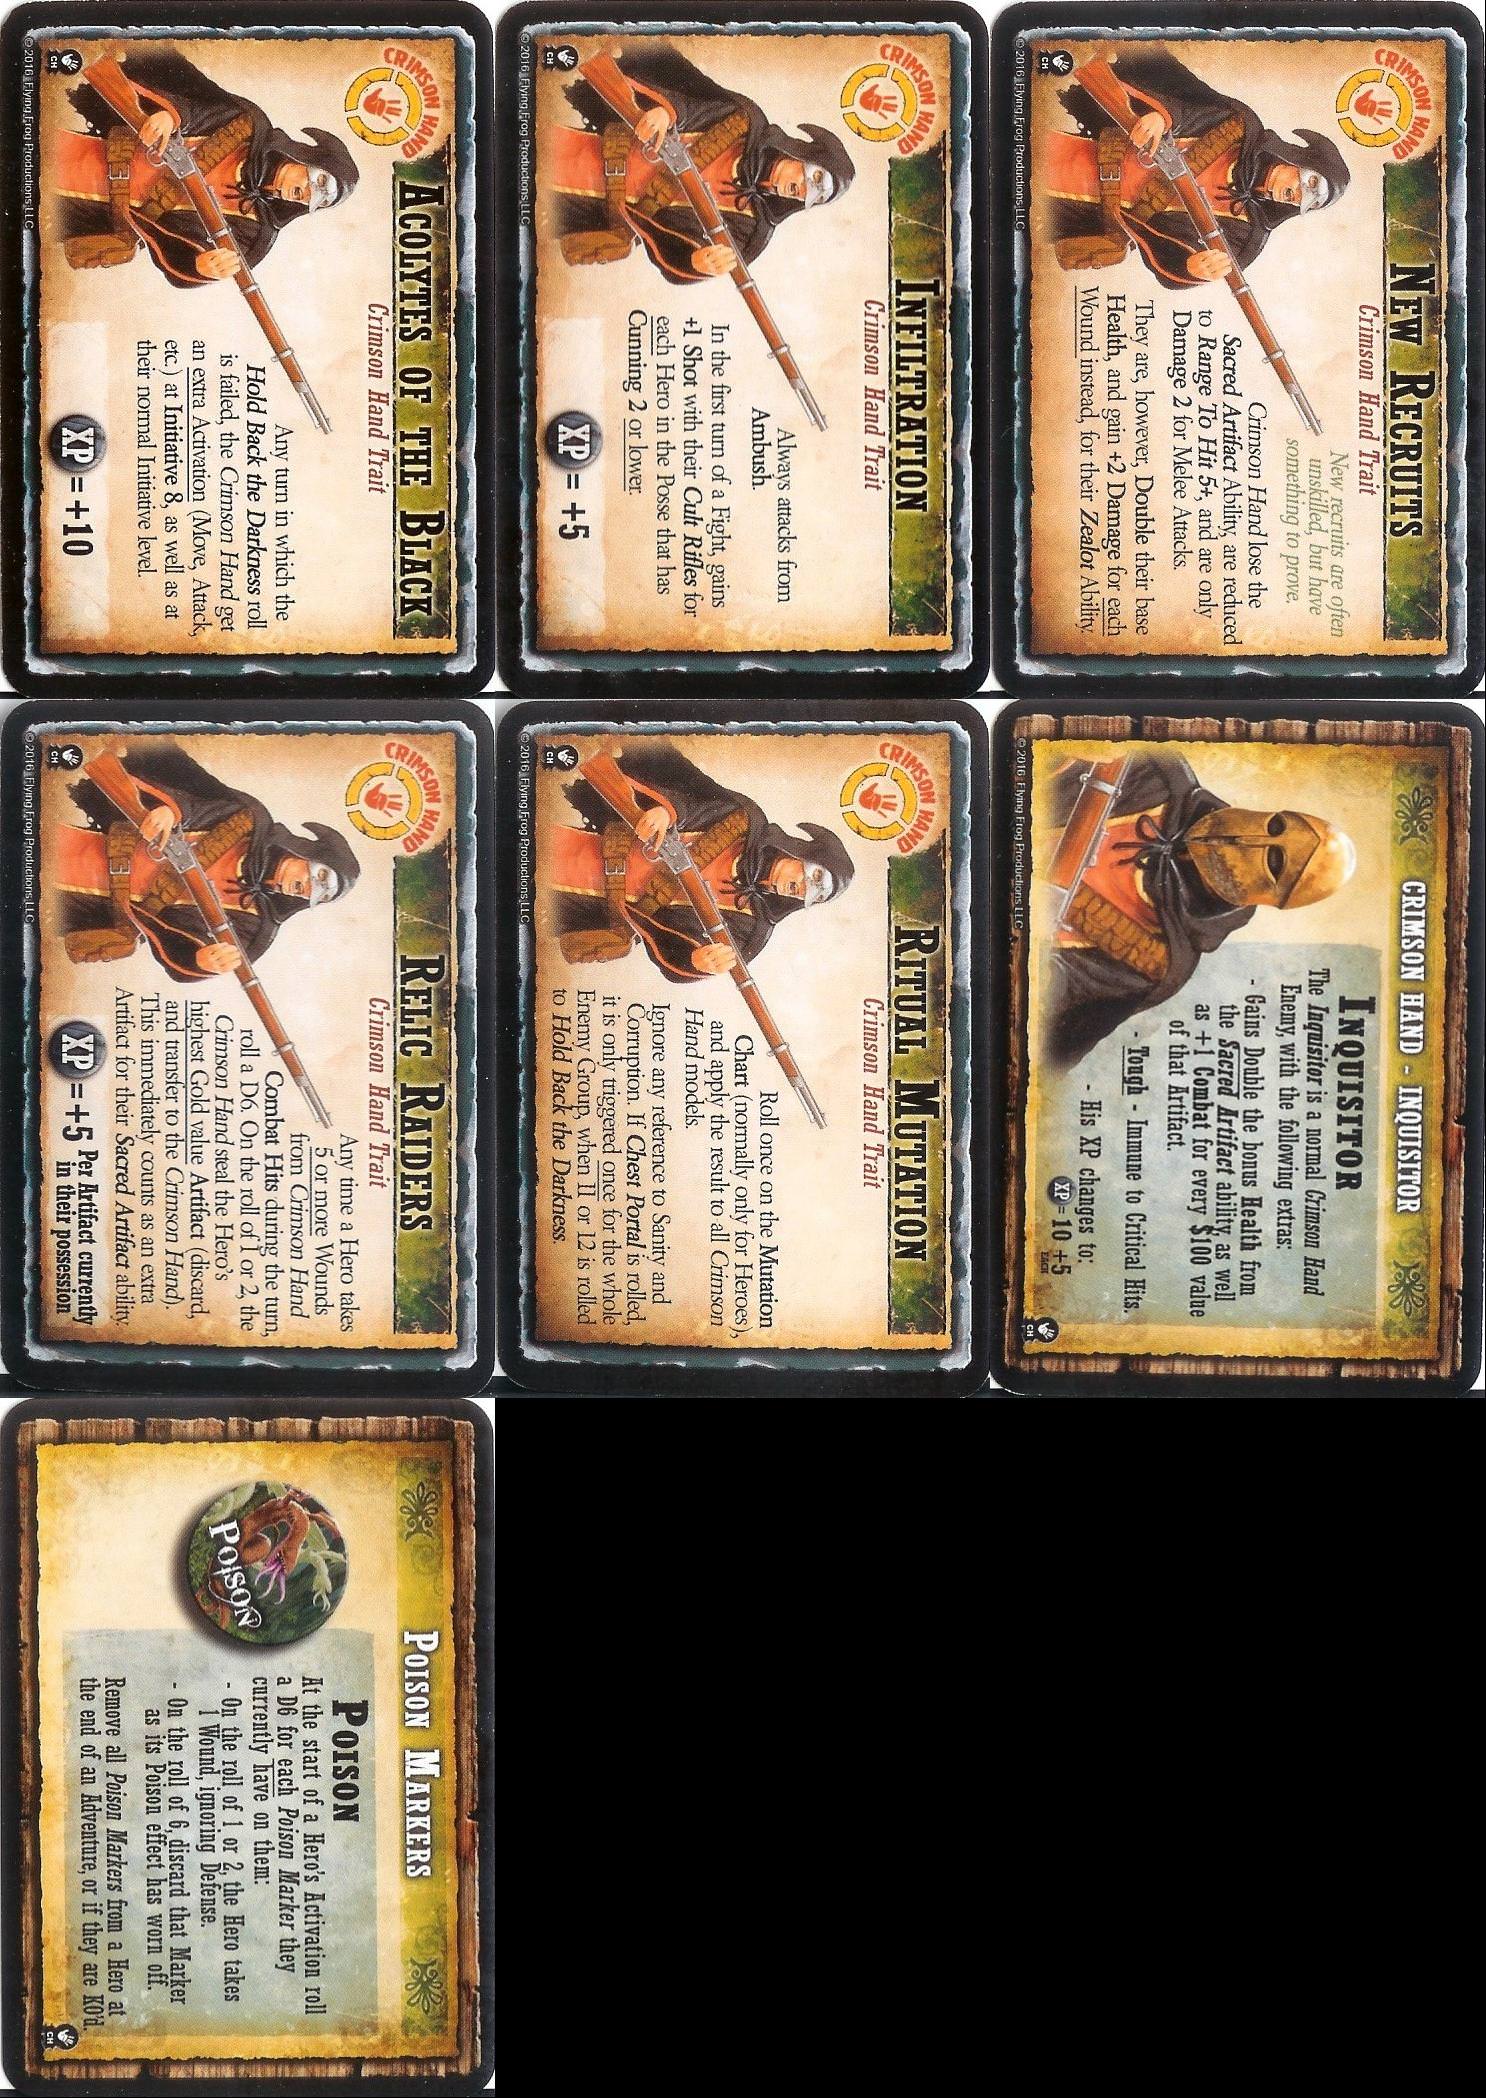 ACOLYTES OF THE BLACK
Crimson Hand Trait
CRIMSON HAND
Any turn in which the
Hold Back the Darkness roll
is failed, the Crimson Hand get
an extra Activation (Move, Attack,
etc.) at Initiative 8, as well as at
their normal Initiative level.
XP = +10
CH
© 2016 Flying Frog Productions, LLC
INFILTRATION
Crimson Hand Trait
CRIMSON HAND
Always attacks from
Ambush.
In the first turn of a Fight, gains
+1 Shot with their Cult Rifles for
each Hero in the Posse that has
Cunning 2 or lower.
XP = +5
CH
© 2016 Flying Frog Productions, LLC
NEW RECRUITS
Crimson Hand Trait
CRIMSON HAND
New recruits are often
unskilled, but have
something to prove.
Crimson Hand lose the
Sacred Artifact Ability, are reduced
to Range To Hit 5+, and are only
Damage 2 for Melee Attacks.
They are, however, Double their base
Health, and gain +2 Damage for each
Wound instead, for their Zealot Ability.
CH
© 2016 Flying Frog Productions, LLC
RELIC RAIDERS
Crimson Hand Trait
CRIMSON HAND
Any time a Hero takes
5 or more Wounds
from Crimson Hand
Combat Hits during the turn,
roll a D6. On the roll of 1 or 2, the
Crimson Hand steal the Hero's
highest Gold value Artifact (discard,
and transfer to the Crimson Hand).
This immediately counts as an extra
Artifact for their Sacred Artifact ability.
XP = +5 Per Artifact currently
in their possession
CH
© 2016 Flying Frog Productions, LLC
RITUAL MUTATION
Crimson Hand Trait
CRIMSON HAND
Roll once on the Mutation
Chart (normally only for Heroes),
and apply the result to all Crimson
Hand models.
Ignore any reference to Sanity and
Corruption. If Chest Portal is rolled,
it is only triggered once for the whole
Enemy Group, when 11 or 12 is rolled
to Hold Back the Darkness.
CH
© 2016 Flying Frog Productions, LLC
CRIMSON HAND - INQUISITOR
INQUISITOR
The Inquisitor is a normal Crimson Hand
Enemy, with the following extras:
- Gains Double the bonus Health from
the Sacred Artifact ability, as well
as +1 Combat for every $100 value
of that Artifact.
- Tough - Immune to Critical Hits.
- His XP changes to:
XP = 10 +5
EACH
CH
© 2016 Flying Frog Productions, LLC
POISON MARKERS
POISON
POISON
At the start of a Hero's Activation roll
a D6 for each Poison Marker they
currently have on them:
- On the roll of 1 or 2, the Hero takes
1 Wound, ignoring Defense.
- On the roll of 6, discard that Marker
as its Poison effect has worn off.
Remove all Poison Markers from a Hero at
the end of an Adventure, or if they are KO'd.
CH